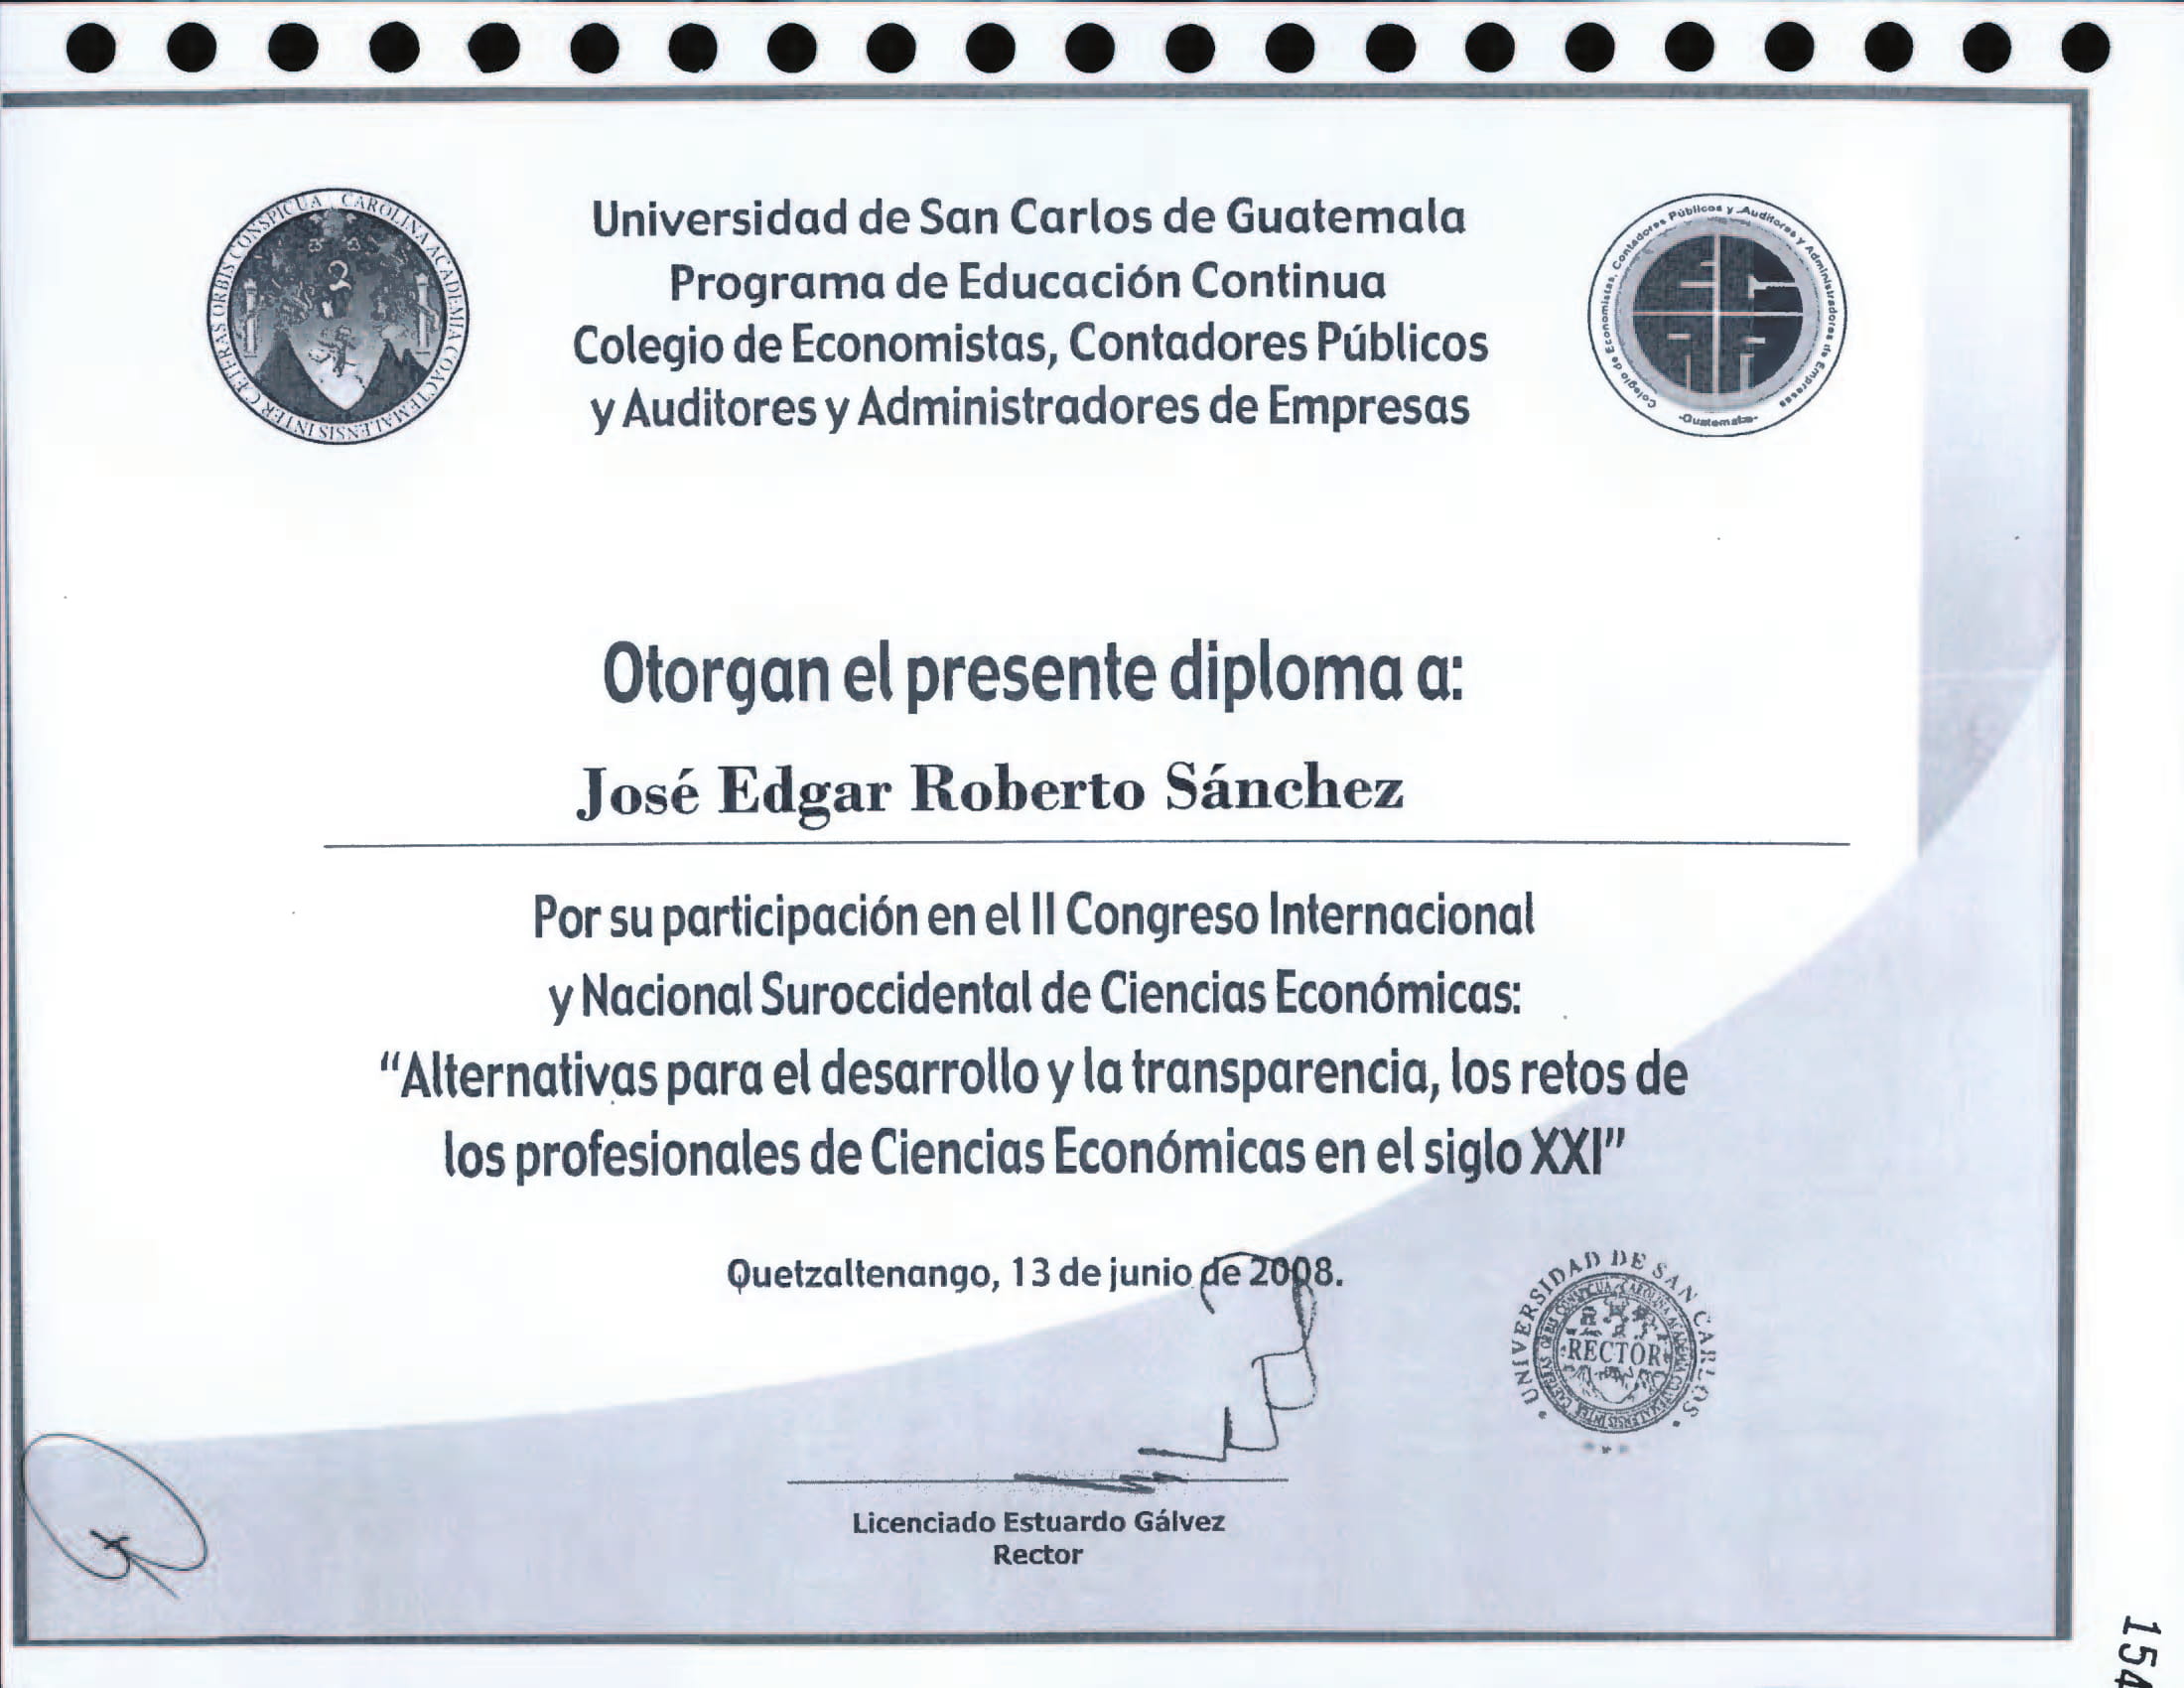 CAROLINA ACADEMIA COACTEMALENSIS INTER CAETERAS ORBIS CONSPICUA
Universidad de San Carlos de Guatemala
Programa de Educación Continua
Colegio de Economistas, Contadores Públicos
y Auditores y Administradores de Empresas
Colegio de Economistas, Contadores Públicos y Auditores y Administradores de Empresas
-Guatemala-
Otorgan el presente diploma a:
José Edgar Roberto Sánchez
Por su participación en el II Congreso Internacional
y Nacional Suroccidental de Ciencias Económicas:
“Alternativas para el desarrollo y la transparencia, los retos de
los profesionales de Ciencias Económicas en el siglo XXI”
Quetzaltenango, 13 de junio de 2008.
UNIVERSIDAD DE SAN CARLOS
RECTOR
Licenciado Estuardo Gálvez
Rector
154